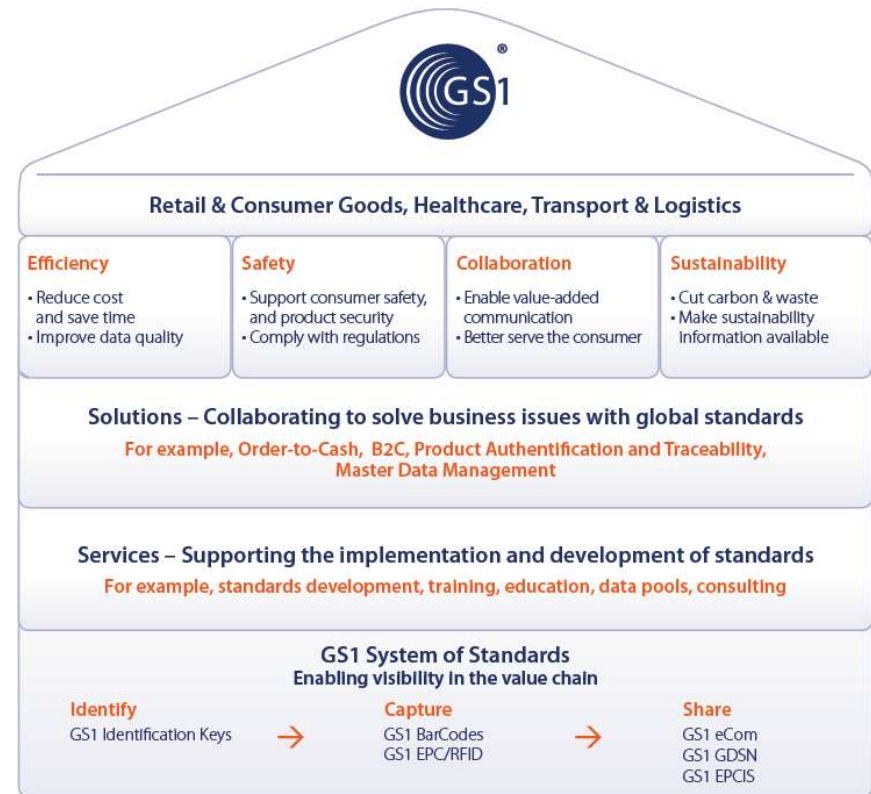 GS1®
Retail & Consumer Goods, Healthcare, Transport & Logistics
Efficiency
• Reduce cost
and save time
• Improve data quality
Safety
• Support consumer safety,
and product security
• Comply with regulations
Collaboration
• Enable value-added
communication
• Better serve the consumer
Sustainability
• Cut carbon & waste
• Make sustainability
information available
Solutions – Collaborating to solve business issues with global standards
For example, Order-to-Cash, B2C, Product Authentification and Traceability,
Master Data Management
Services – Supporting the implementation and development of standards
For example, standards development, training, education, data pools, consulting
GS1 System of Standards
Enabling visibility in the value chain
Identify
GS1 Identification Keys
→
Capture
GS1 BarCodes
GS1 EPC/RFID
→
Share
GS1 eCom
GS1 GDSN
GS1 EPCIS